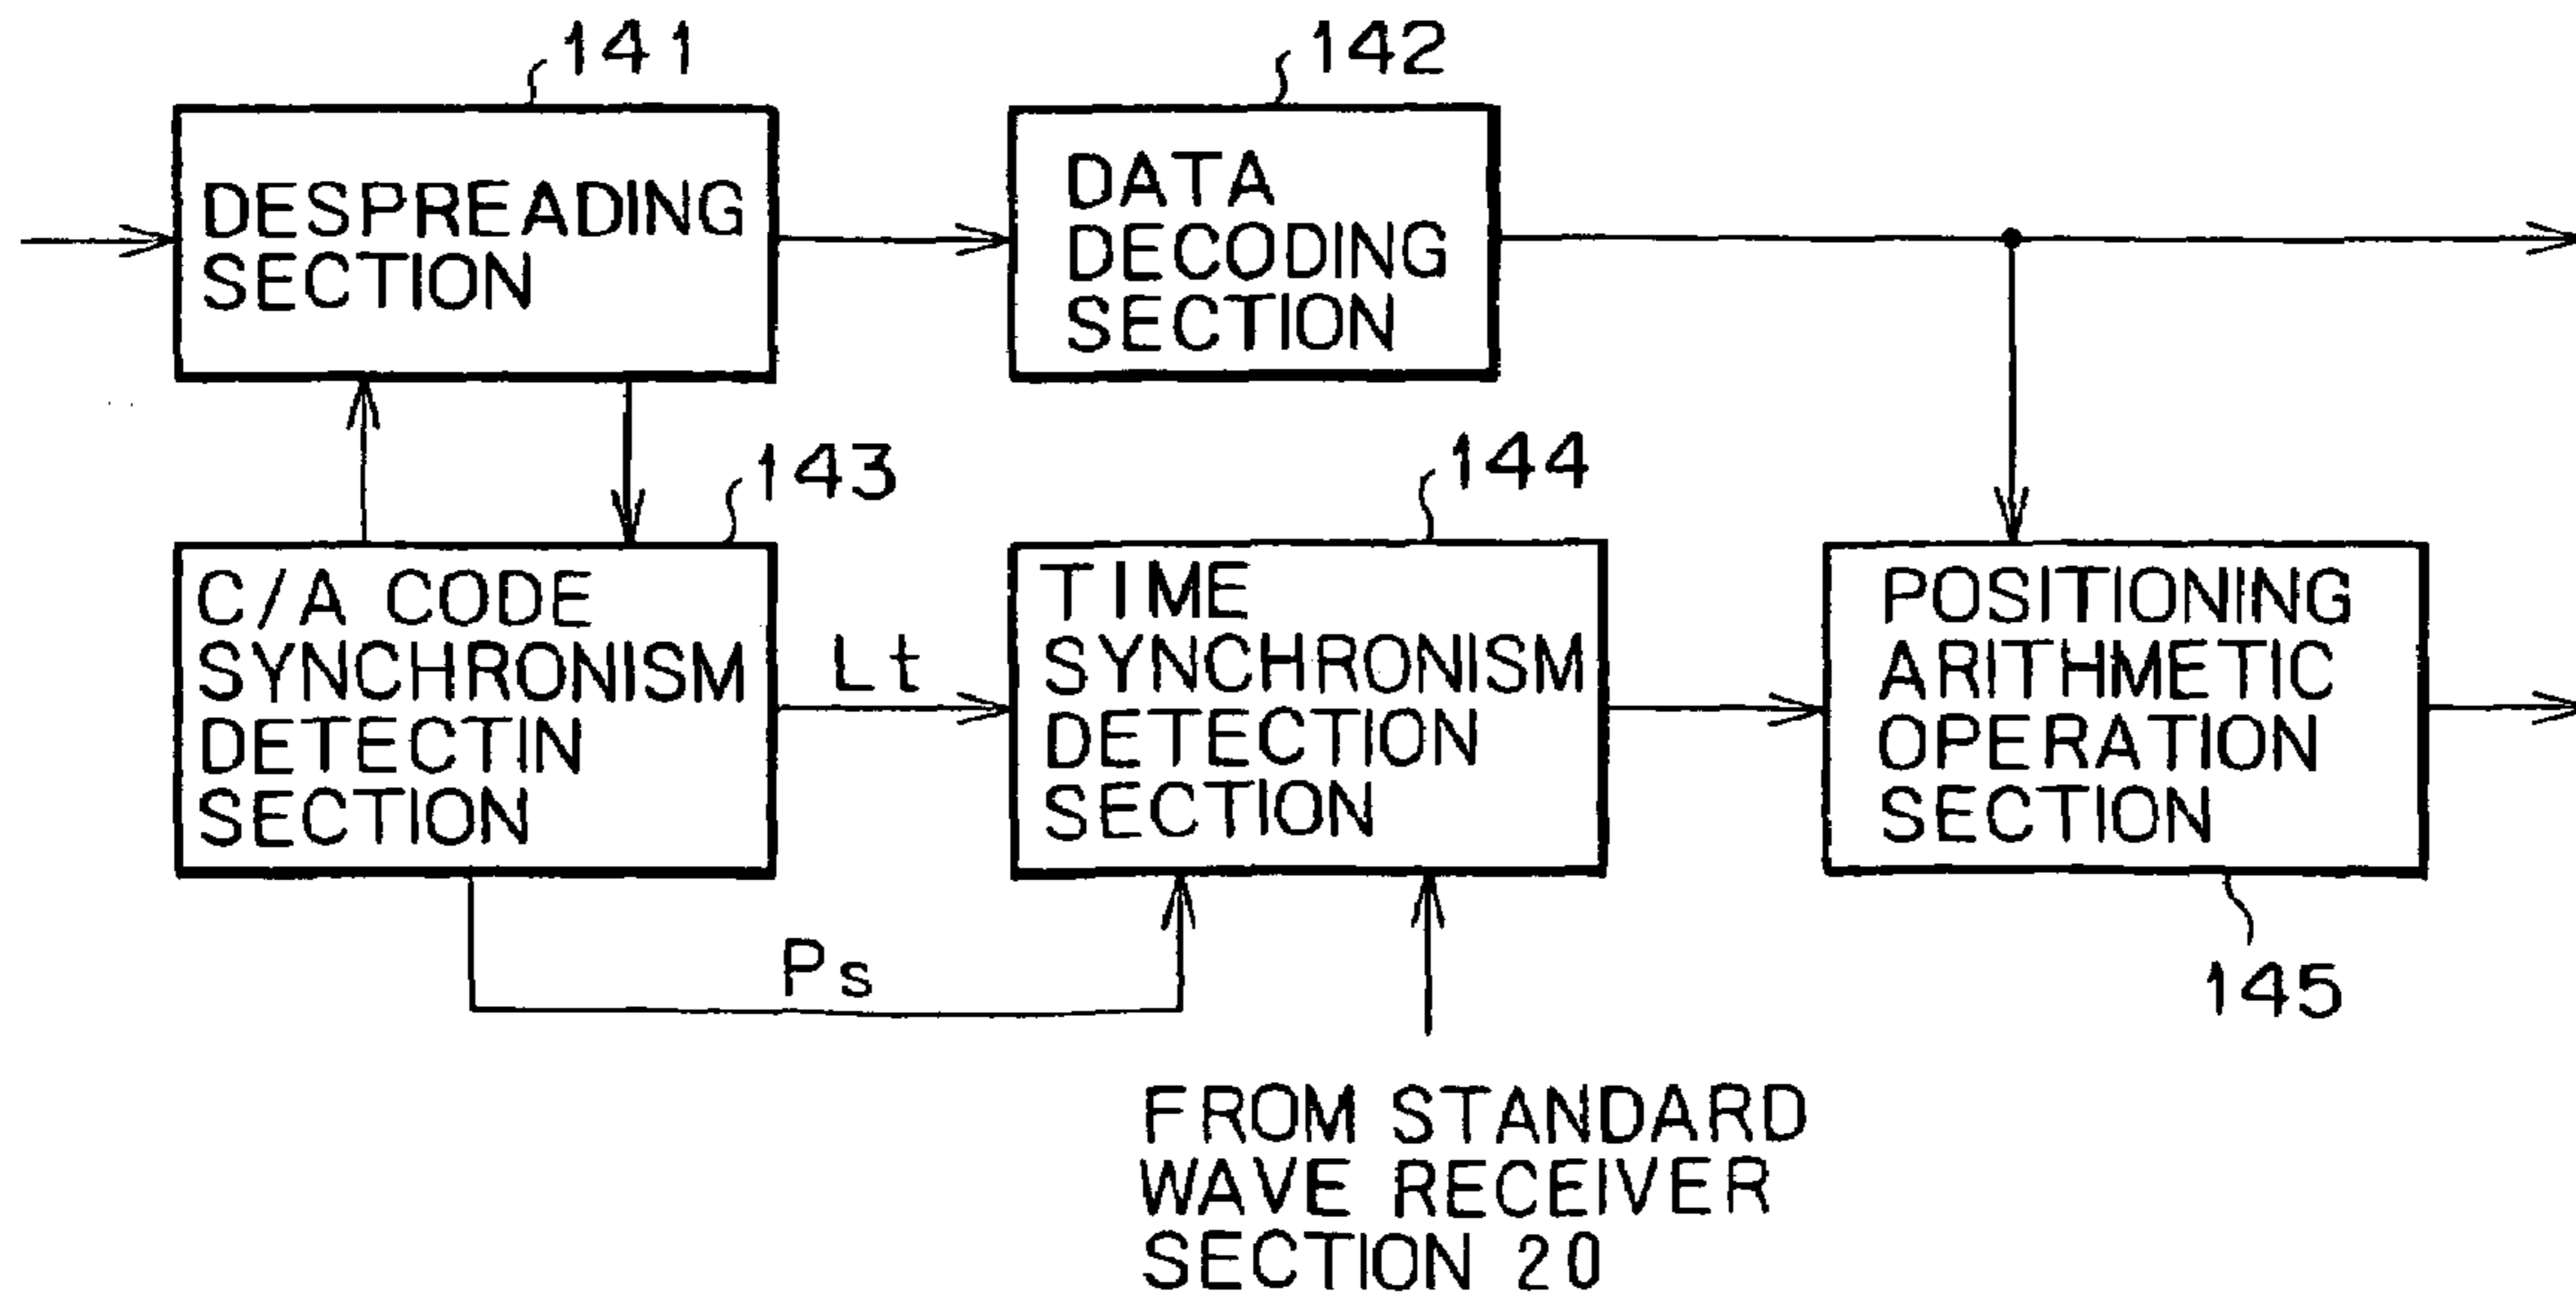 141
DESPREADING
SECTION
142
DATA
DECODING
SECTION
143
C/A CODE
SYNCHRONISM
DETECTIN
SECTION
Lt
Ps
144
TIME
SYNCHRONISM
DETECTION
SECTION
POSITIONING
ARITHMETIC
OPERATION
SECTION
145
FROM STANDARD
WAVE RECEIVER
SECTION 20